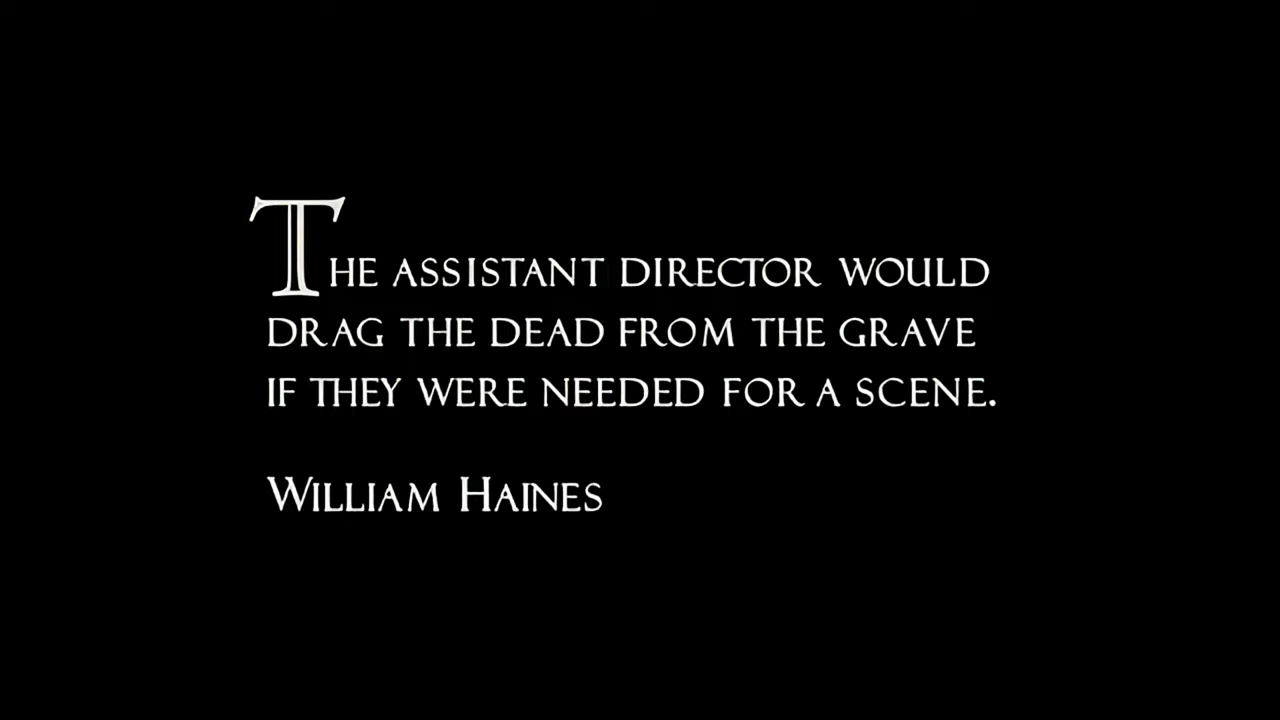 THE ASSISTANT DIRECTOR WOULD
DRAG THE DEAD FROM THE GRAVE
IF THEY WERE NEEDED FOR A SCENE.
WILLIAM HAINES